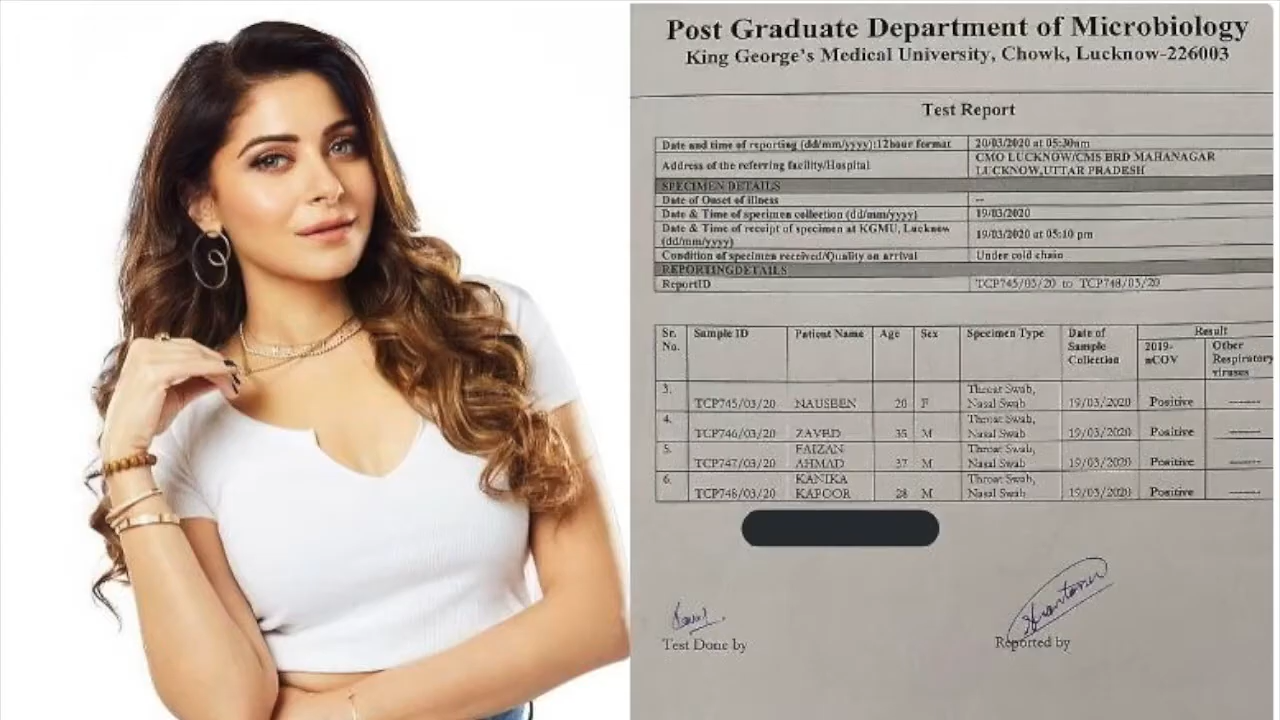 Post Graduate Department of Microbiology
King George's Medical University, Chowk, Lucknow-226003
Test Report
Date and time of reporting (dd/mm/yyyy):12hour format 20/03/2020 at 05:30am
Address of the referring facility/Hospital CMO LUCKNOW/CMS BRD MAHANAGAR
LUCKNOW,UTTAR PRADESH
SPECIMEN DETAILS
Date of Onset of illness --
Date & Time of specimen collection (dd/mm/yyyy) 19/03/2020
Date & Time of receipt of specimen at KGMU, Lucknow
(dd/mm/yyyy) 19/03/2020 at 05:10 pm
Condition of specimen received/Quality on arrival Under cold chain
REPORTINGDETAILS
ReportID TCP745/03/20 to TCP748/03/20
Sr. No. Sample ID Patient Name Age Sex Specimen Type Date of Sample Collection Result
2019-nCOV Other Respiratory viruses
3. TCP745/03/20 NAUSEEN 20 F Throat Swab, Nasal Swab 19/03/2020 Positive -------
4. TCP746/03/20 ZAVED 35 M Throat Swab, Nasal Swab 19/03/2020 Positive -------
5. TCP747/03/20 FAIZAN AHMAD 37 M Throat Swab, Nasal Swab 19/03/2020 Positive -------
6. TCP748/03/20 KANIKA KAPOOR 28 M Throat Swab, Nasal Swab 19/03/2020 Positive -------
Test Done by
Reported by